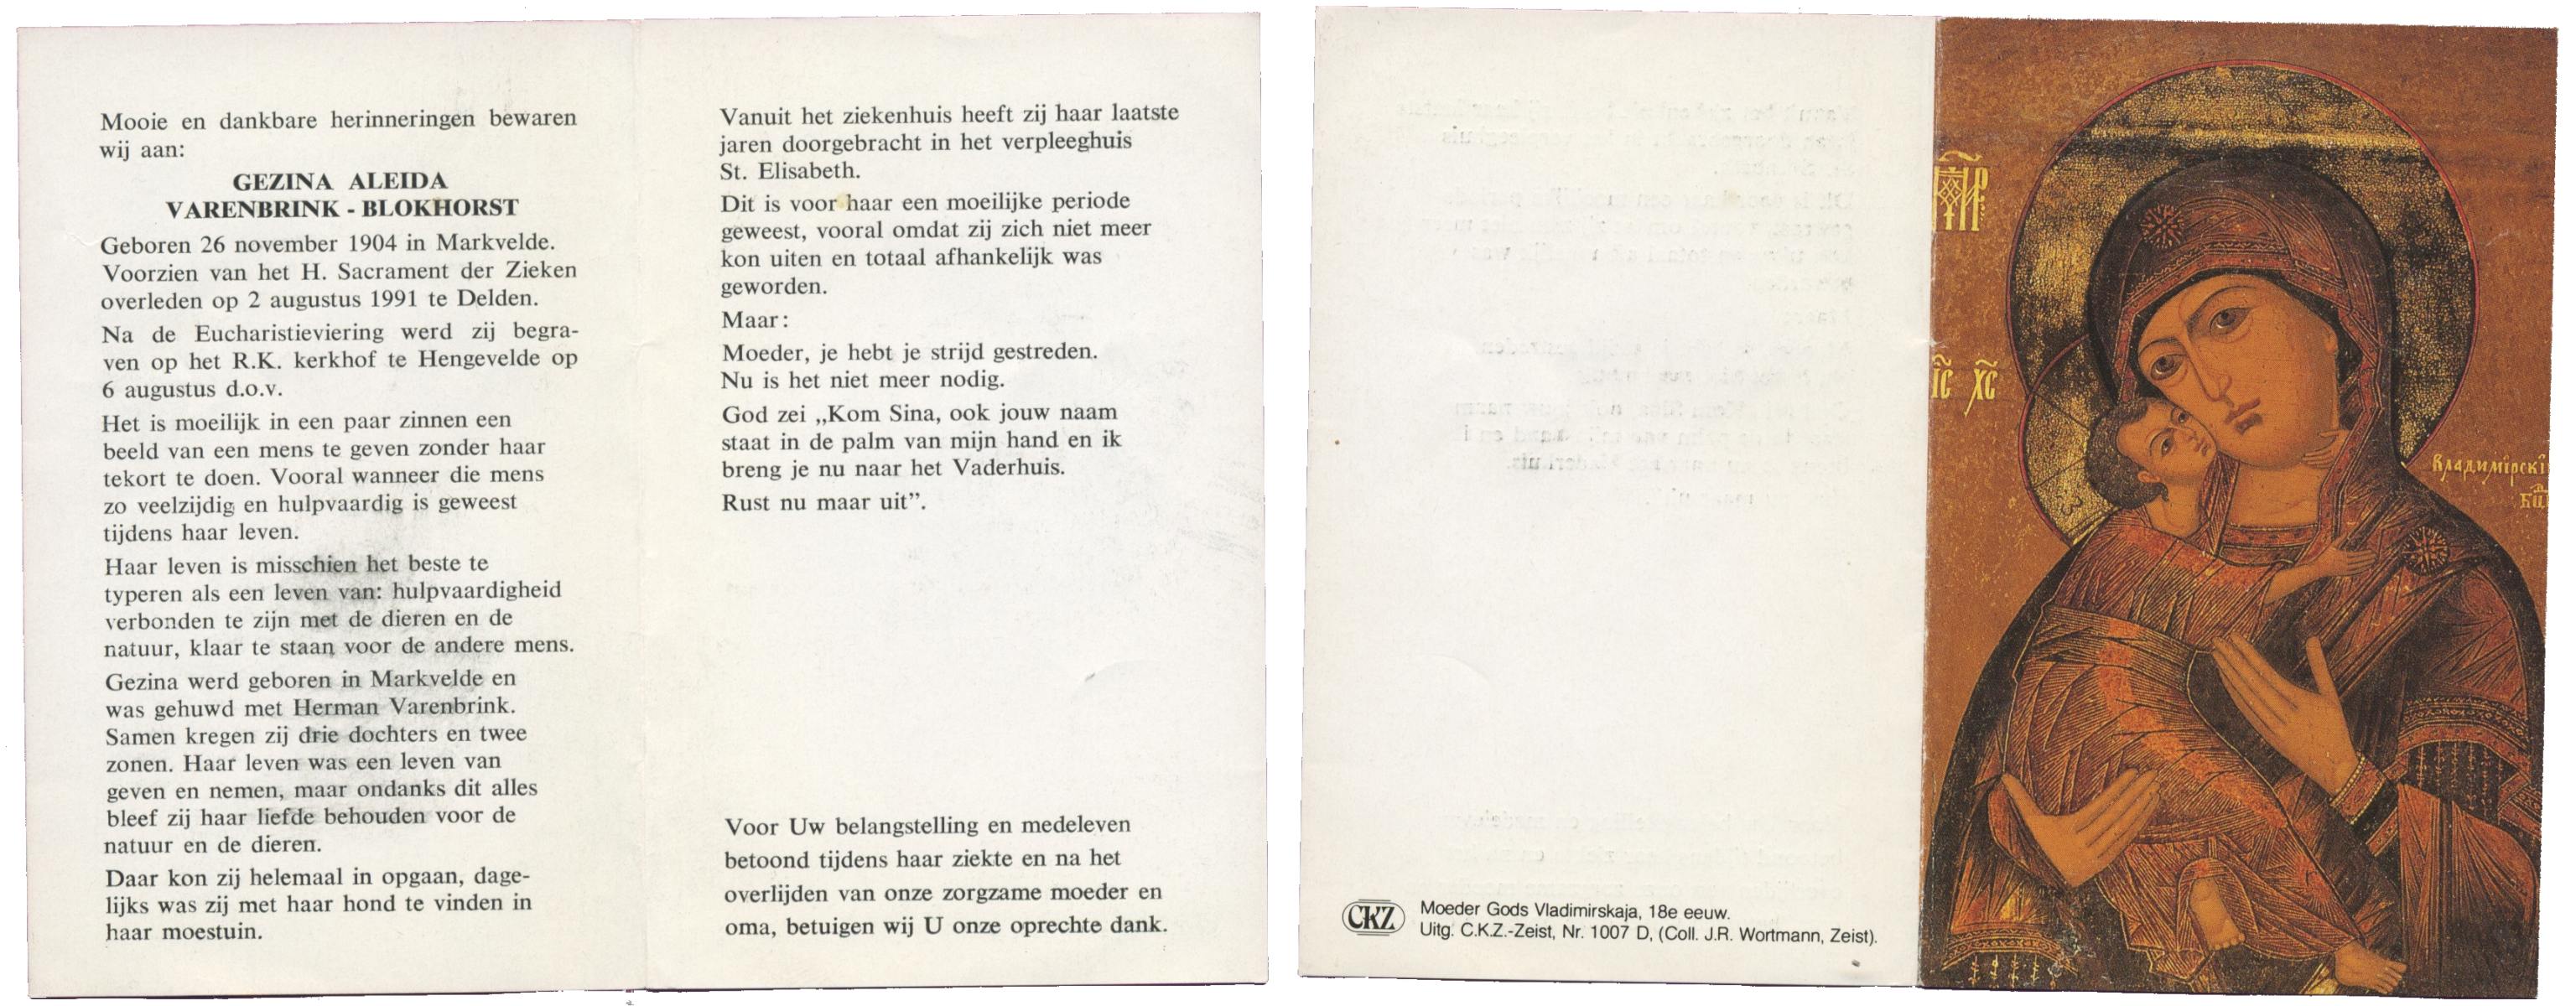 Mooie en dankbare herinneringen bewaren
wij aan:
GEZINA ALEIDA
VARENBRINK - BLOKHORST
Geboren 26 november 1904 in Markvelde.
Voorzien van het H. Sacrament der Zieken
overleden op 2 augustus 1991 te Delden.
Na de Eucharistieviering werd zij begra-
ven op het R.K. kerkhof te Hengevelde op
6 augustus d.o.v.
Het is moeilijk in een paar zinnen een
beeld van een mens te geven zonder haar
tekort te doen. Vooral wanneer die mens
zo veelzijdig en hulpvaardig is geweest
tijdens haar leven.
Haar leven is misschien het beste te
typeren als een leven van: hulpvaardigheid
verbonden te zijn met de dieren en de
natuur, klaar te staan voor de andere mens.
Gezina werd geboren in Markvelde en
was gehuwd met Herman Varenbrink.
Samen kregen zij drie dochters en twee
zonen. Haar leven was een leven van
geven en nemen, maar ondanks dit alles
bleef zij haar liefde behouden voor de
natuur en de dieren.
Daar kon zij helemaal in opgaan, dage-
lijks was zij met haar hond te vinden in
haar moestuin.
Vanuit het ziekenhuis heeft zij haar laatste
jaren doorgebracht in het verpleeghuis
St. Elisabeth.
Dit is voor haar een moeilijke periode
geweest, vooral omdat zij zich niet meer
kon uiten en totaal afhankelijk was
geworden.
Maar:
Moeder, je hebt je strijd gestreden.
Nu is het niet meer nodig.
God zei „Kom Sina, ook jouw naam
staat in de palm van mijn hand en ik
breng je nu naar het Vaderhuis.
Rust nu maar uit”.
Voor Uw belangstelling en medeleven
betoond tijdens haar ziekte en na het
overlijden van onze zorgzame moeder en
oma, betuigen wij U onze oprechte dank.
CKZ
Moeder Gods Vladimirskaja, 18e eeuw.
Uitg. C.K.Z.-Zeist, Nr. 1007 D, (Coll. J.R. Wortmann, Zeist).
І҃С Х҃С
Владимірскі